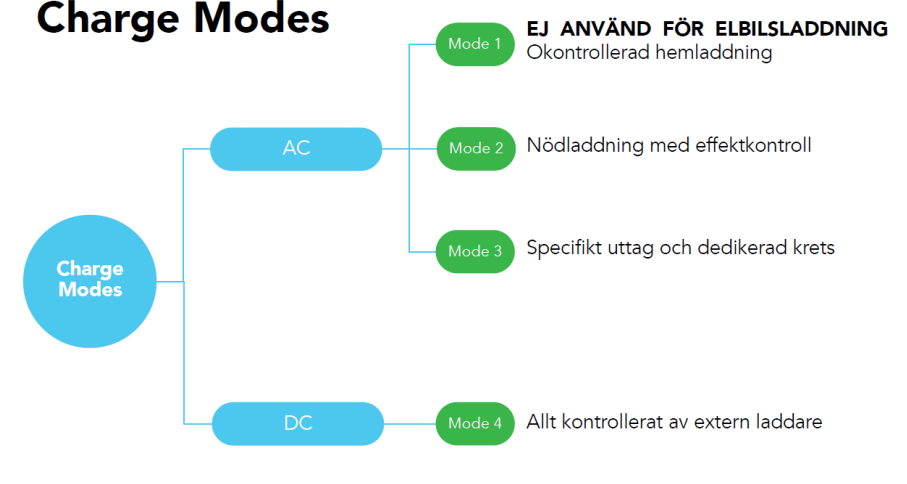 Charge Modes
Mode 1
EJ ANVÄND FÖR ELBILSLADDNING
Okontrollerad hemladdning
AC
Mode 2
Nödladdning med effektkontroll
Mode 3
Specifikt uttag och dedikerad krets
Charge
Modes
DC
Mode 4
Allt kontrollerat av extern laddare